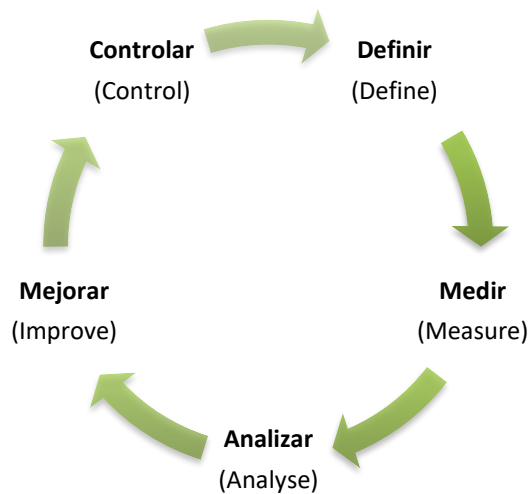 Controlar
(Control)
Definir
(Define)
Medir
(Measure)
Analizar
(Analyse)
Mejorar
(Improve)